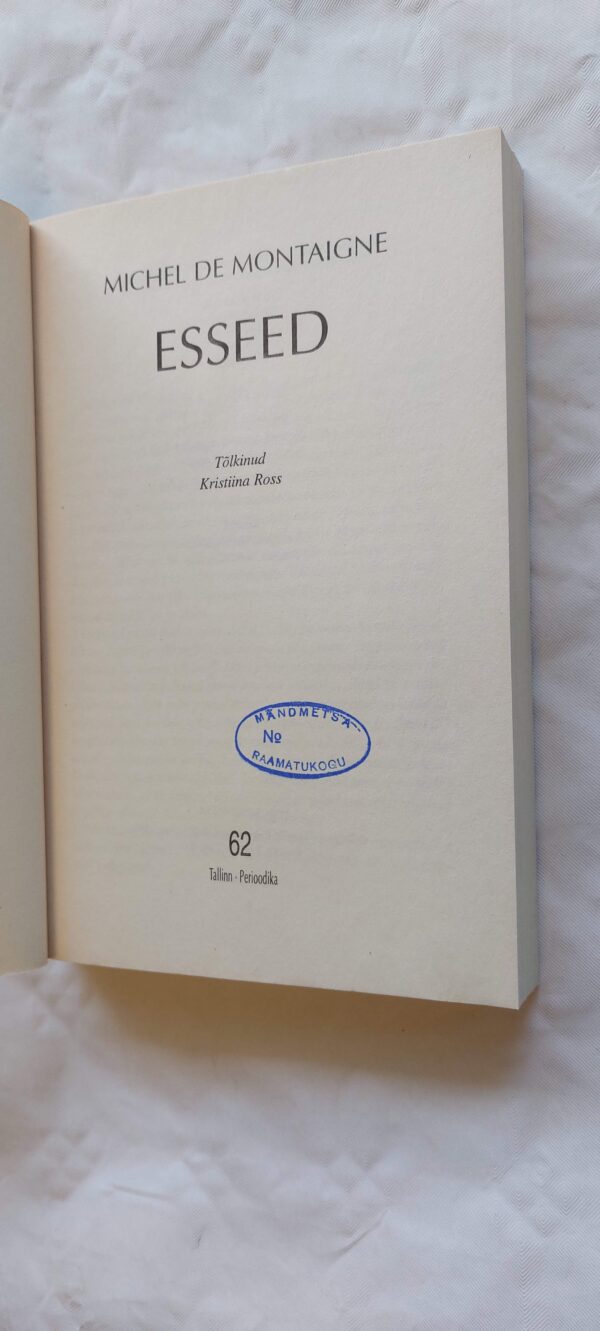 MICHEL DE MONTAIGNE
ESSEED
Tõlkinud
Kristiina Ross
MÄNDMETSA
№
RAAMATUKOGU
62
Tallinn · Perioodika